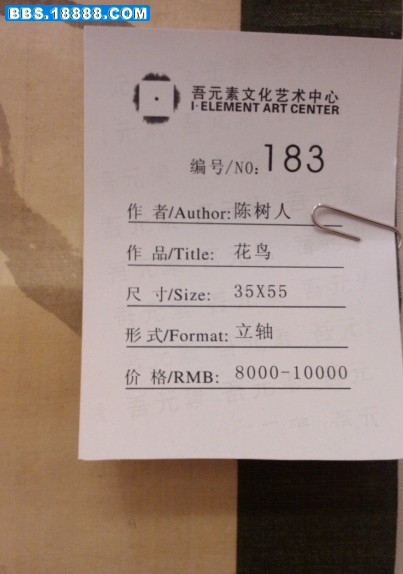 BBS.18888.COM
吾元素文化艺术中心
I·ELEMENT ART CENTER
编号/NO: 183
作 者/Author: 陈树人
作 品/Title: 花鸟
尺 寸/Size: 35X55
形 式/Format: 立轴
价 格/RMB: 8000-10000